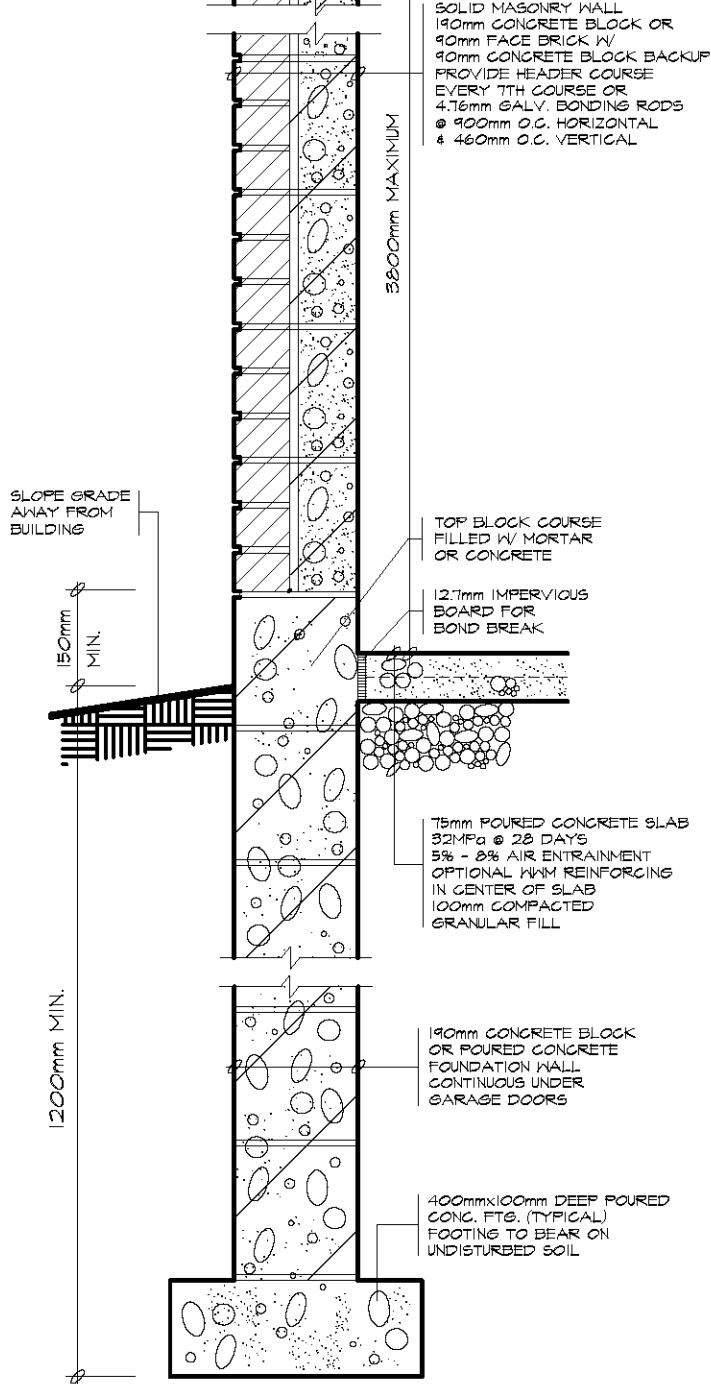 SOLID MASONRY WALL
190mm CONCRETE BLOCK OR
90mm FACE BRICK W/
90mm CONCRETE BLOCK BACKUP
PROVIDE HEADER COURSE
EVERY 7TH COURSE OR
4.76mm GALV. BONDING RODS
@ 900mm O.C. HORIZONTAL
& 460mm O.C. VERTICAL
3800mm MAXIMUM
SLOPE GRADE
AWAY FROM
BUILDING
TOP BLOCK COURSE
FILLED W/ MORTAR
OR CONCRETE
12.7mm IMPERVIOUS
BOARD FOR
BOND BREAK
150mm
MIN.
75mm POURED CONCRETE SLAB
32MPa @ 28 DAYS
5% - 8% AIR ENTRAINMENT
OPTIONAL WWM REINFORCING
IN CENTER OF SLAB
100mm COMPACTED
GRANULAR FILL
1200mm MIN.
190mm CONCRETE BLOCK
OR POURED CONCRETE
FOUNDATION WALL
CONTINUOUS UNDER
GARAGE DOORS
400mmx100mm DEEP POURED
CONC. FTG. (TYPICAL)
FOOTING TO BEAR ON
UNDISTURBED SOIL